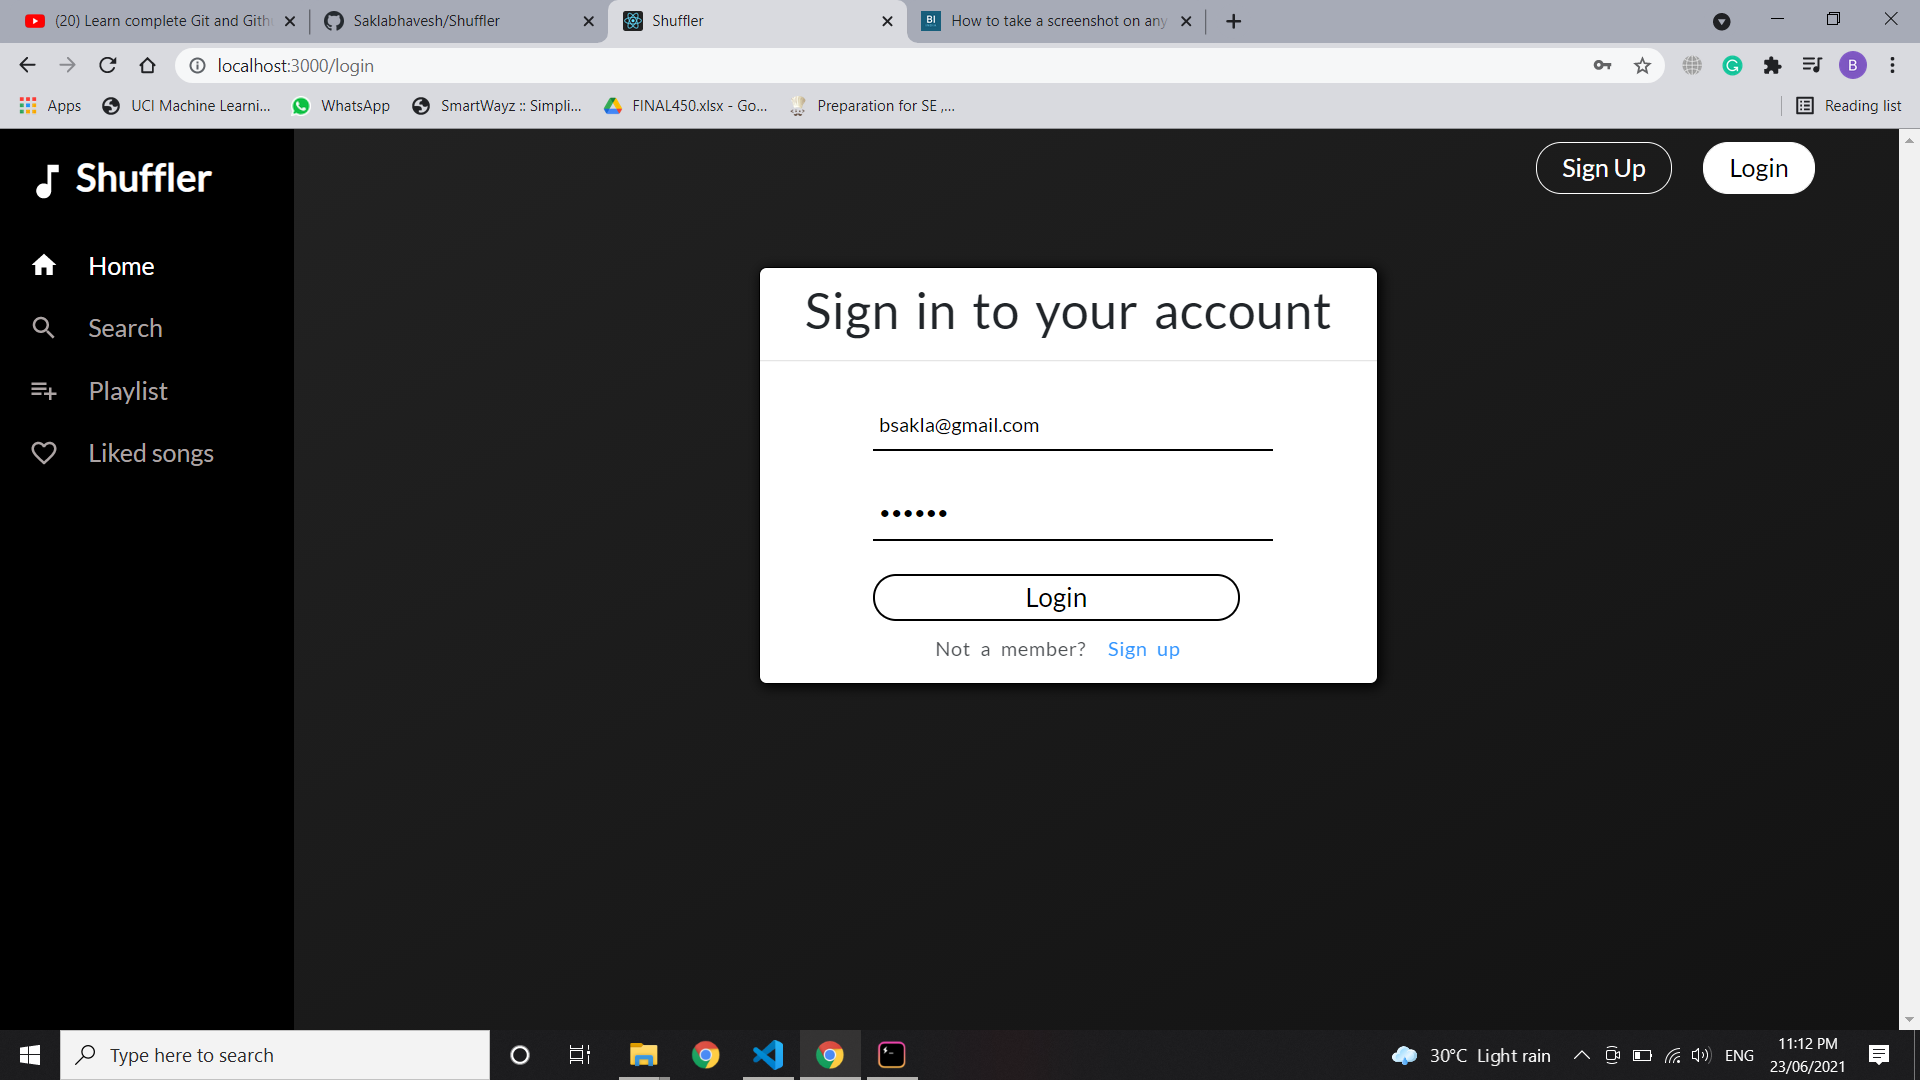 (20) Learn complete Git and Gith
Saklabhavesh/Shuffler
Shuffler
How to take a screenshot on any
localhost:3000/login
B
Apps
UCI Machine Learni...
WhatsApp
SmartWayz :: Simpli...
FINAL450.xlsx - Go...
Preparation for SE ,...
Reading list
Shuffler
Sign Up
Login
Home
Search
Playlist
Liked songs
Sign in to your account
bsakla@gmail.com
••••••
Login
Not a member? Sign up
Type here to search
30°C Light rain
ENG
11:12 PM
23/06/2021